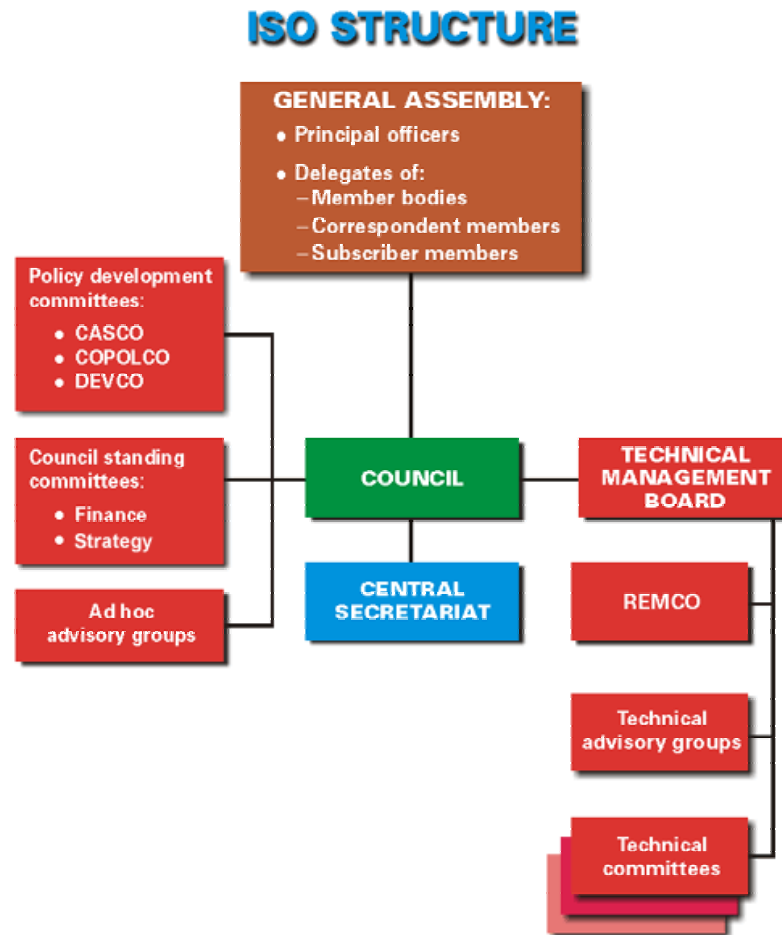 ISO STRUCTURE
GENERAL ASSEMBLY:
• Principal officers
• Delegates of:
– Member bodies
– Correspondent members
– Subscriber members
Policy development
committees:
• CASCO
• COPOLCO
• DEVCO
Council standing
committees:
• Finance
• Strategy
Ad hoc
advisory groups
COUNCIL
CENTRAL
SECRETARIAT
TECHNICAL
MANAGEMENT
BOARD
REMCO
Technical
advisory groups
Technical
committees